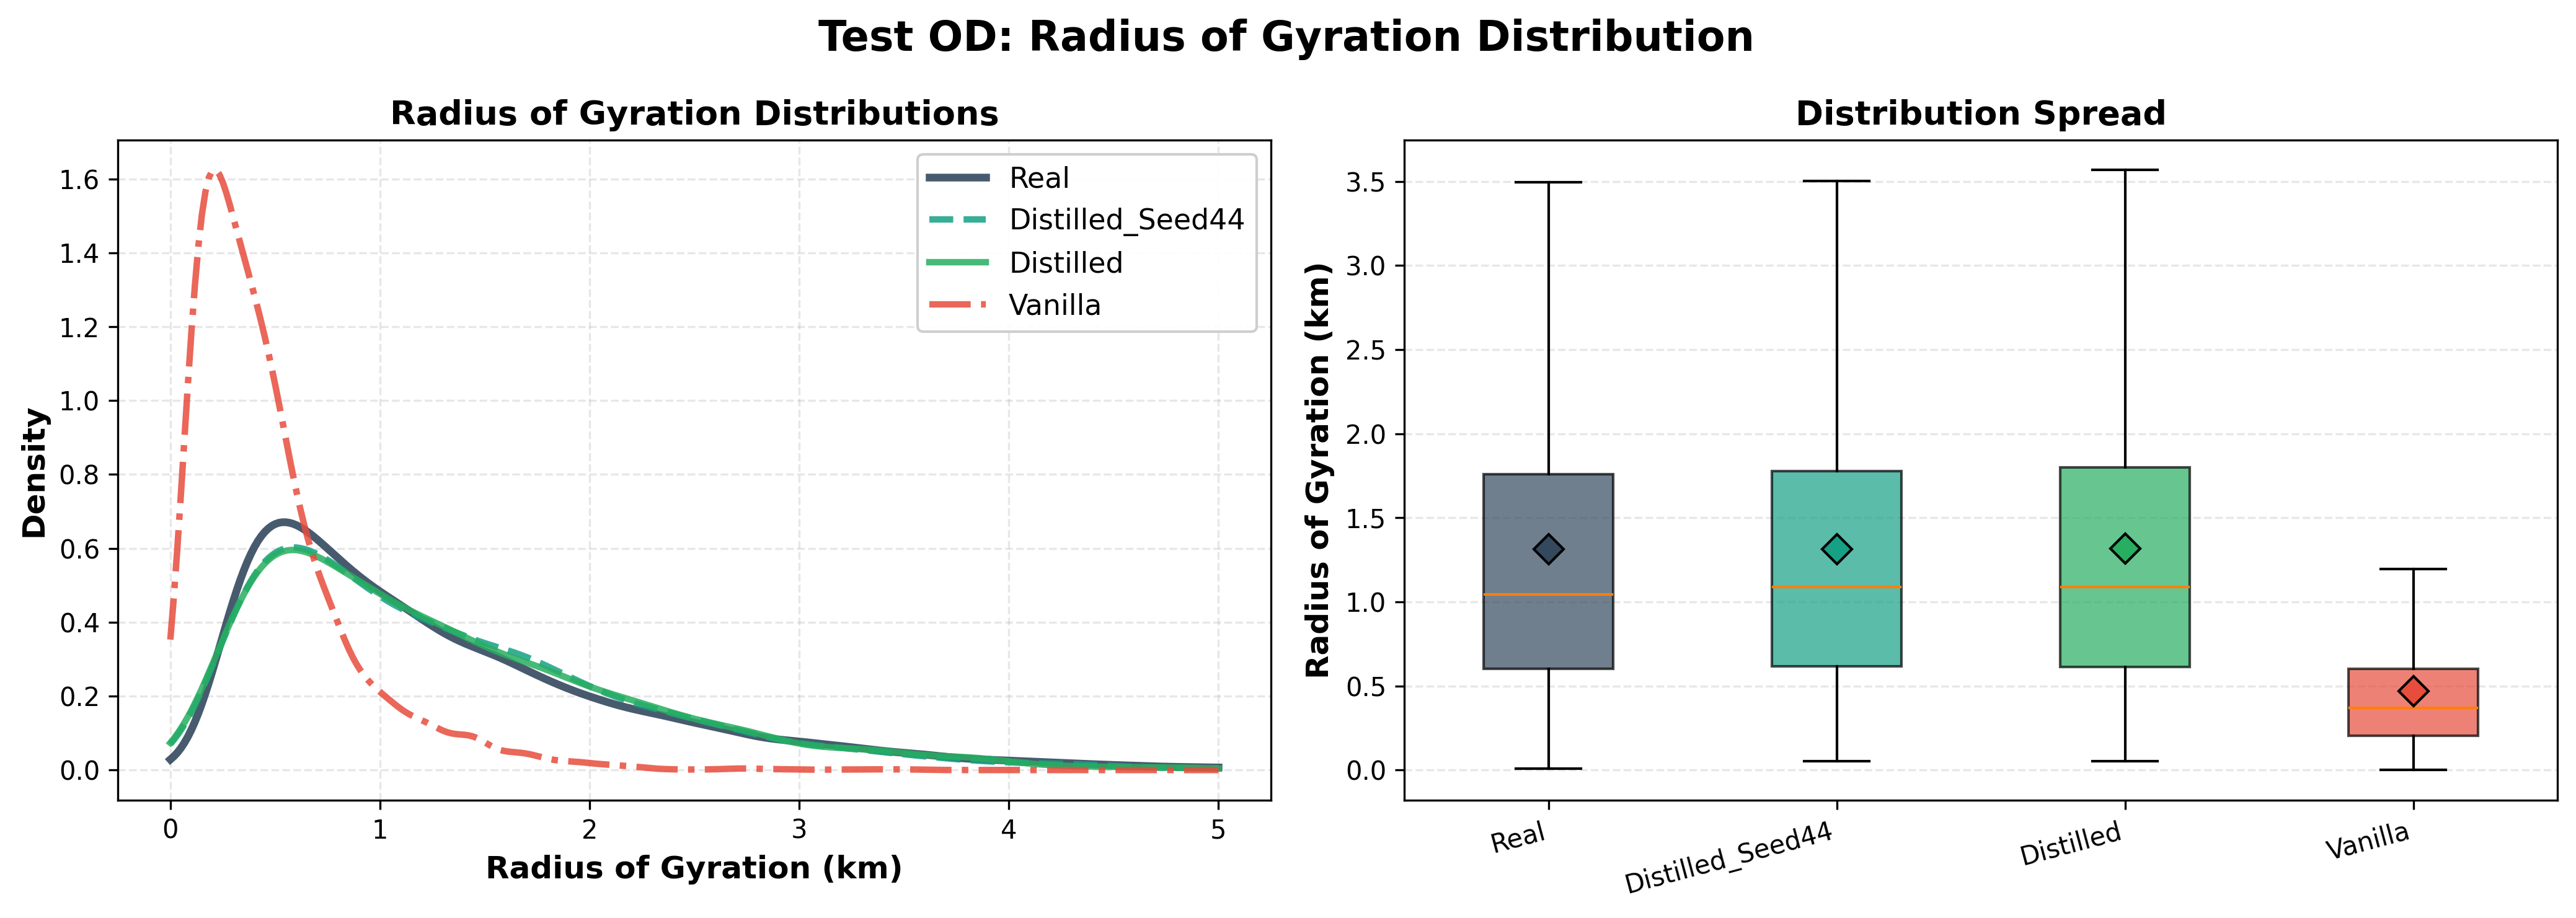 Test OD: Radius of Gyration Distribution
Radius of Gyration Distributions
1.6
1.4
1.2
1.0
0.8
0.6
0.4
0.2
0.0
Density
0
1
2
3
4
5
Radius of Gyration (km)
Real
Distilled_Seed44
Distilled
Vanilla
Distribution Spread
3.5
3.0
2.5
2.0
1.5
1.0
0.5
0.0
Radius of Gyration (km)
Real
Distilled_Seed44
Distilled
Vanilla